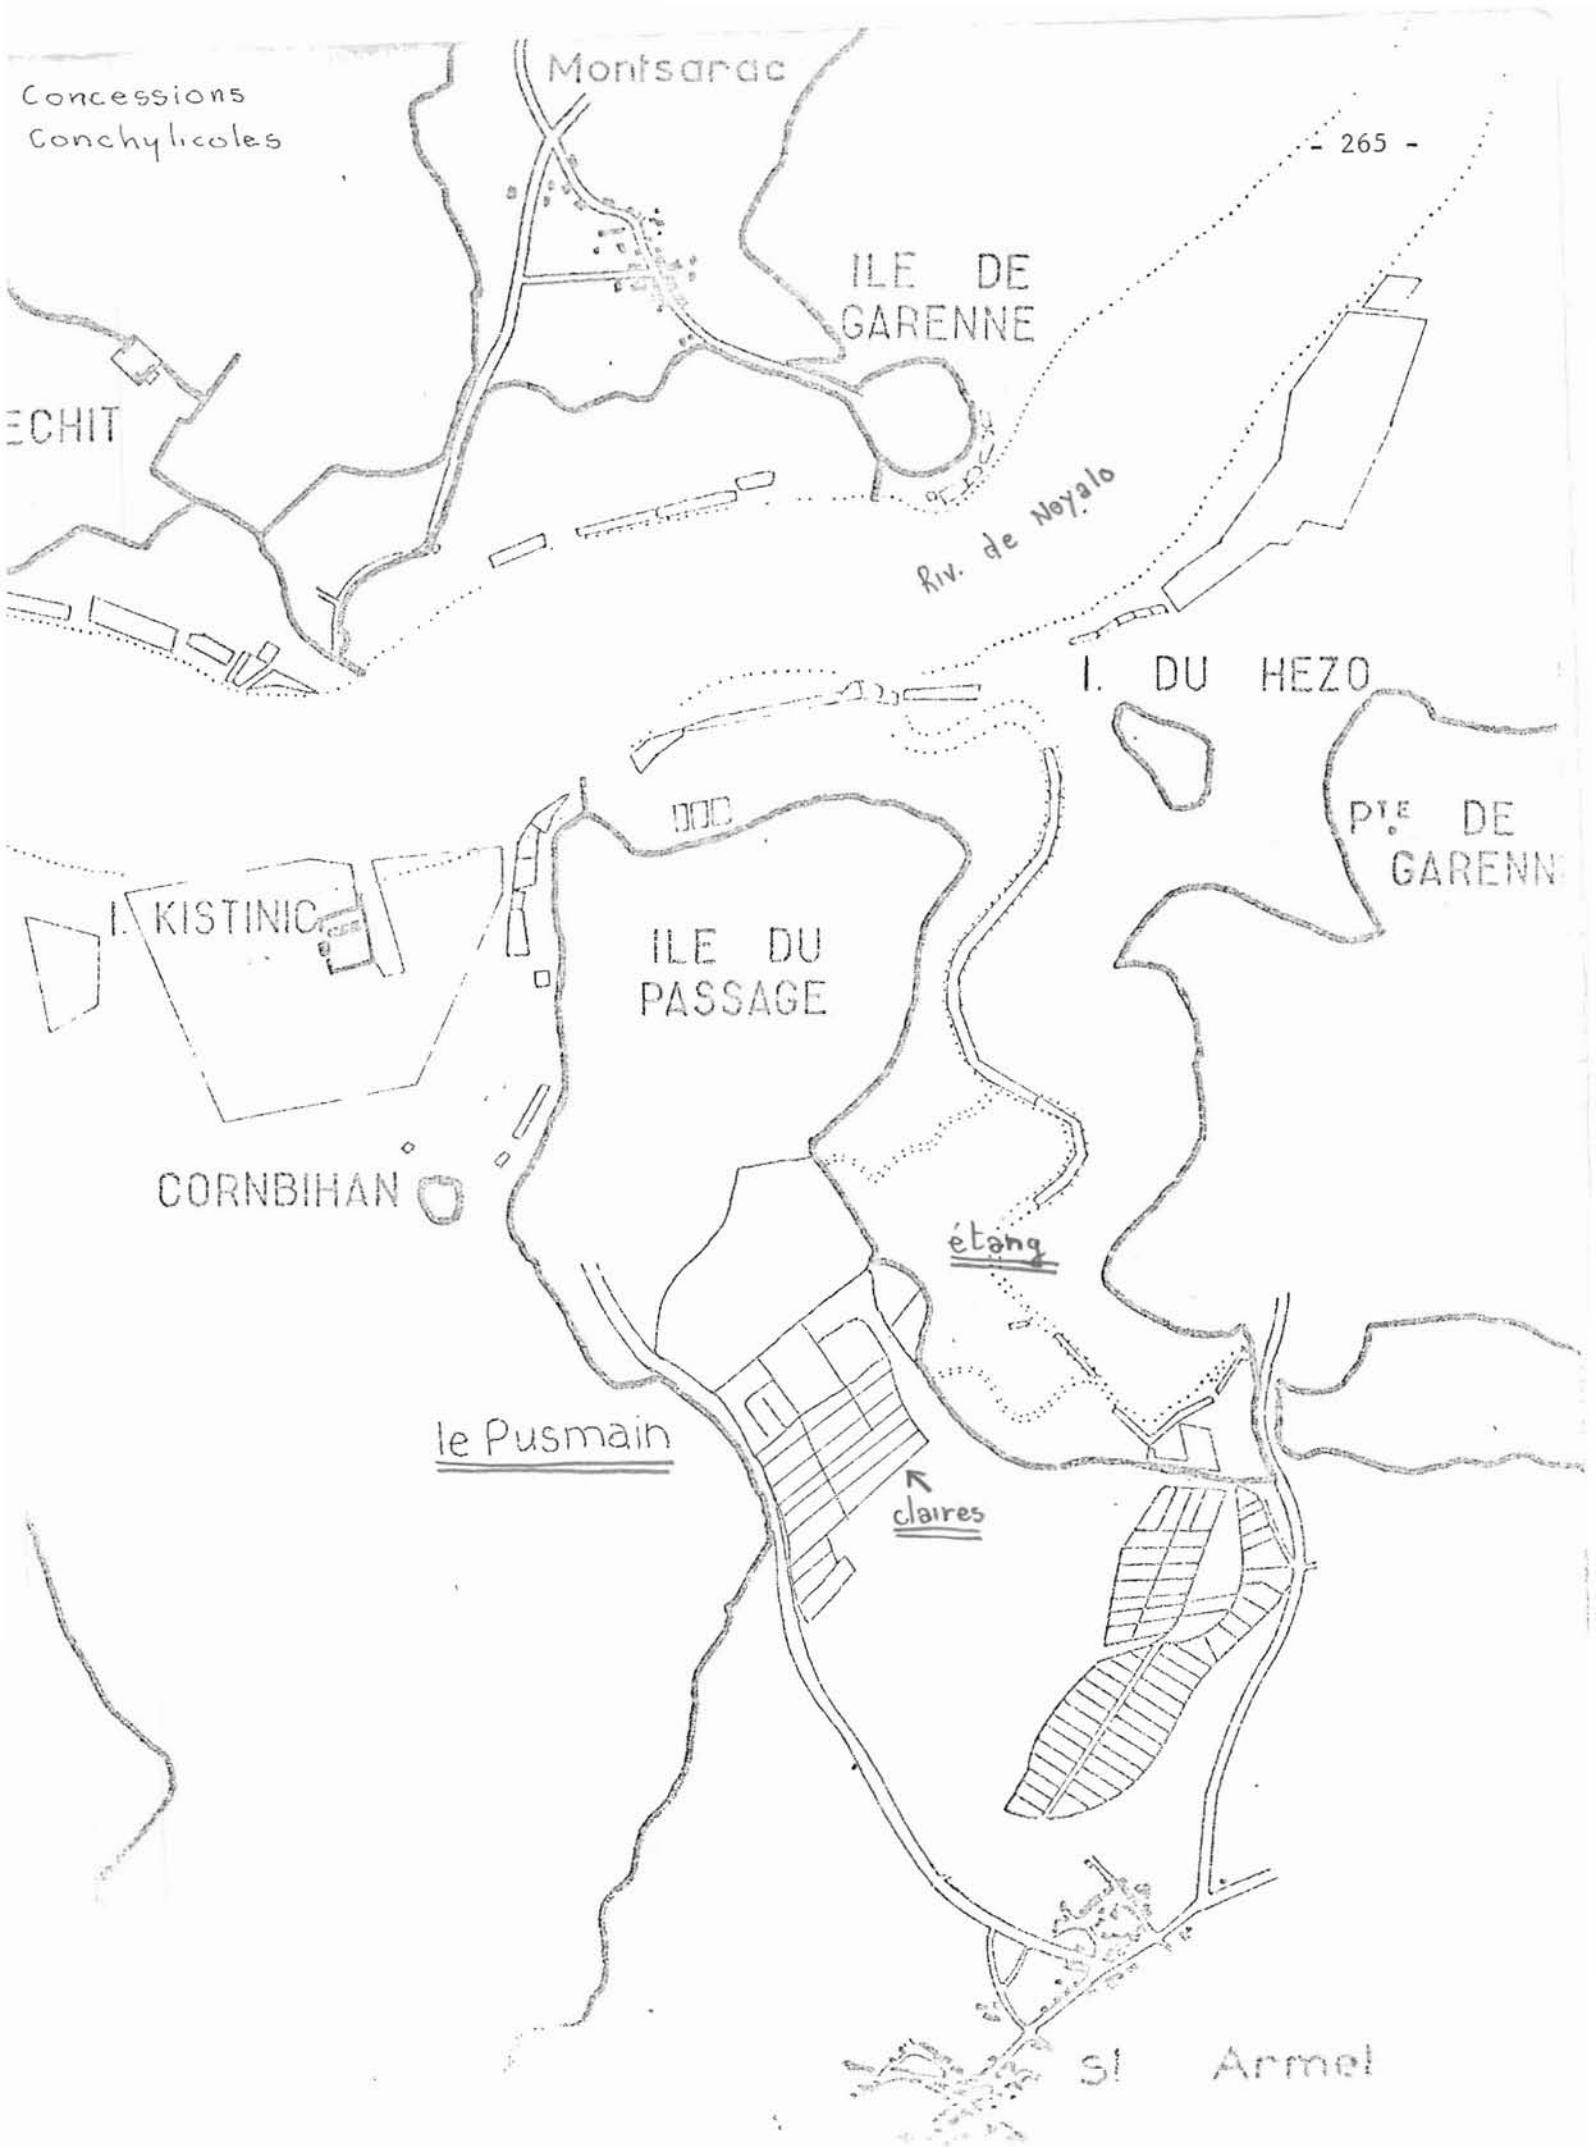 Concessions
Conchylicoles
Montsarac
- 265 -
ILE DE
GARENNE
ECHIT
Riv. de Noyalo
I. DU HEZO
PTE DE
GARENN
I. KISTINIC
ILE DU
PASSAGE
CORNBIHAN
étang
le Pusmain
claires
St Armel